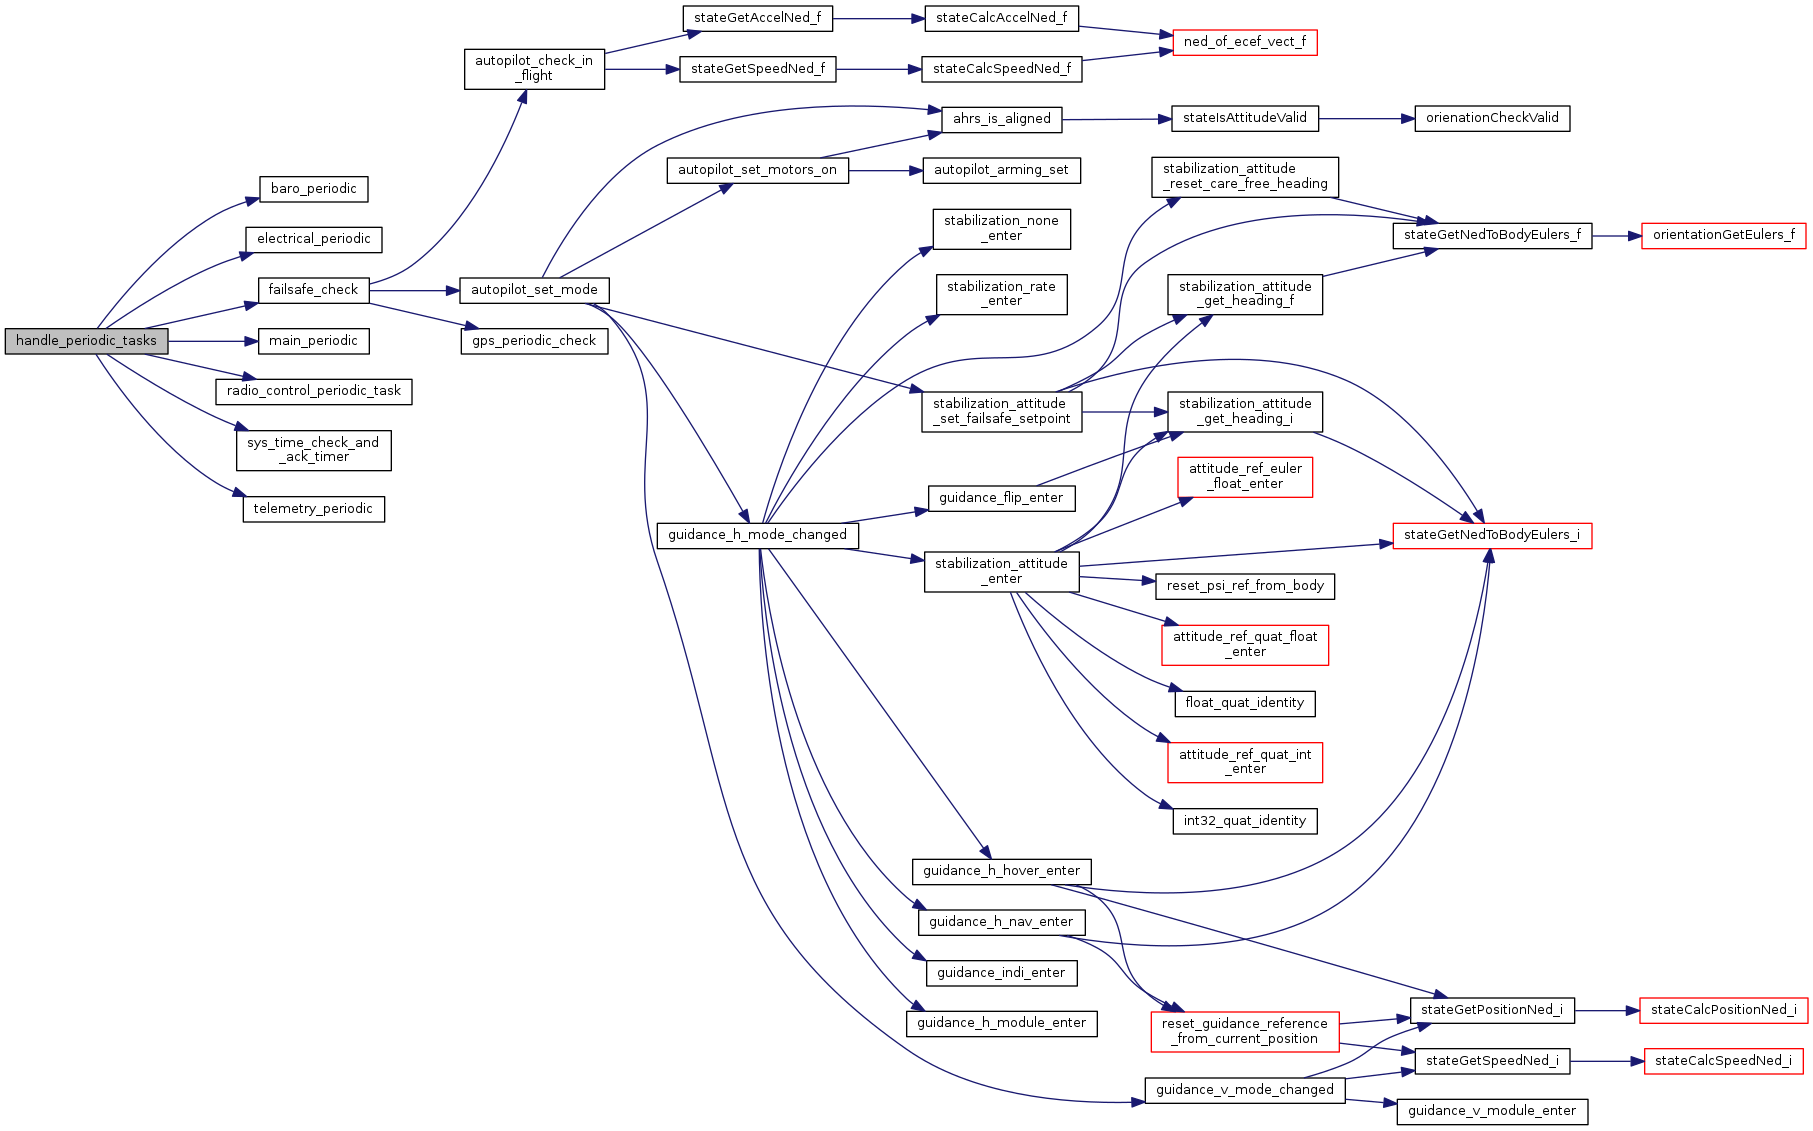 handle_periodic_tasks
baro_periodic
electrical_periodic
failsafe_check
main_periodic
radio_control_periodic_task
sys_time_check_and
_ack_timer
telemetry_periodic
autopilot_check_in
_flight
autopilot_set_mode
gps_periodic_check
stateGetAccelNed_f
stateGetSpeedNed_f
autopilot_set_motors_on
guidance_h_mode_changed
stateCalcAccelNed_f
stateCalcSpeedNed_f
ahrs_is_aligned
autopilot_arming_set
stabilization_none
_enter
stabilization_rate
_enter
stabilization_attitude
_set_failsafe_setpoint
guidance_flip_enter
stabilization_attitude
_enter
guidance_h_hover_enter
guidance_h_nav_enter
guidance_indi_enter
guidance_h_module_enter
ned_of_ecef_vect_f
stateIsAttitudeValid
stabilization_attitude
_reset_care_free_heading
stabilization_attitude
_get_heading_f
stabilization_attitude
_get_heading_i
attitude_ref_euler
_float_enter
reset_psi_ref_from_body
attitude_ref_quat_float
_enter
float_quat_identity
attitude_ref_quat_int
_enter
int32_quat_identity
reset_guidance_reference
_from_current_position
guidance_v_mode_changed
orienationCheckValid
stateGetNedToBodyEulers_f
stateGetNedToBodyEulers_i
stateGetPositionNed_i
stateGetSpeedNed_i
guidance_v_module_enter
orientationGetEulers_f
stateCalcPositionNed_i
stateCalcSpeedNed_i